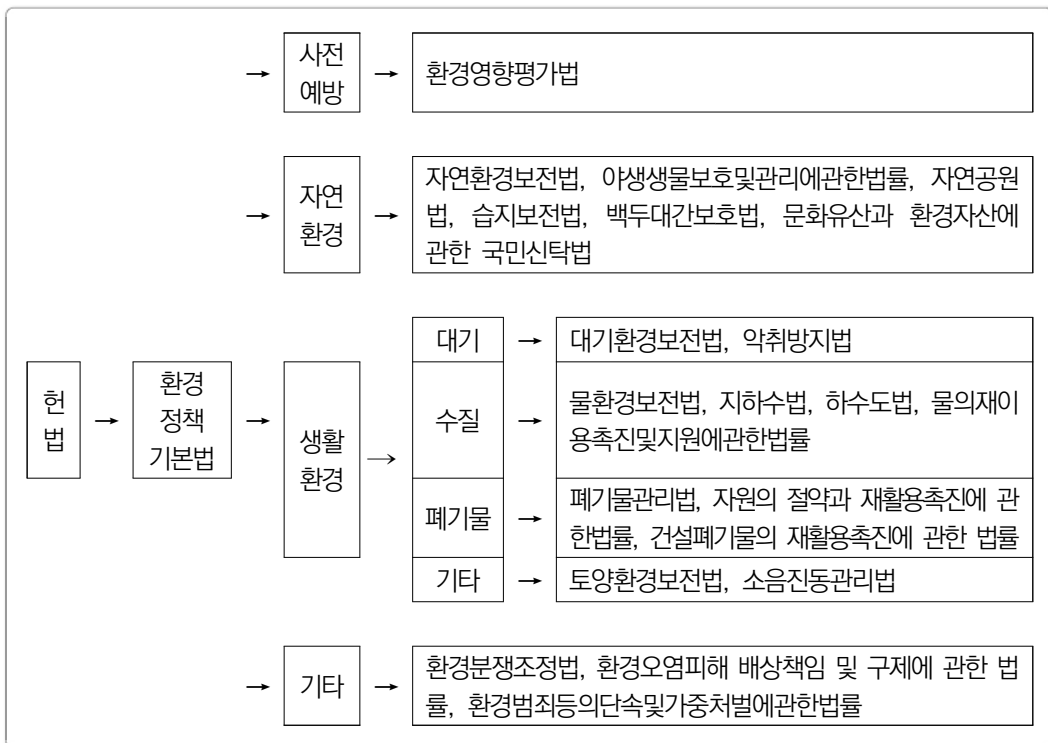 사전
예방
환경영향평가법
자연
환경
자연환경보전법, 야생생물보호및관리에관한법률, 자연공원
법, 습지보전법, 백두대간보호법, 문화유산과 환경자산에
관한 국민신탁법
헌
법
환경
정책
기본법
생활
환경
대기
대기환경보전법, 악취방지법
수질
물환경보전법, 지하수법, 하수도법, 물의재이
용촉진및지원에관한법률
폐기물
폐기물관리법, 자원의 절약과 재활용촉진에 관
한법률, 건설폐기물의 재활용촉진에 관한 법률
기타
토양환경보전법, 소음진동관리법
기타
환경분쟁조정법, 환경오염피해 배상책임 및 구제에 관한 법
률, 환경범죄등의단속및가중처벌에관한법률